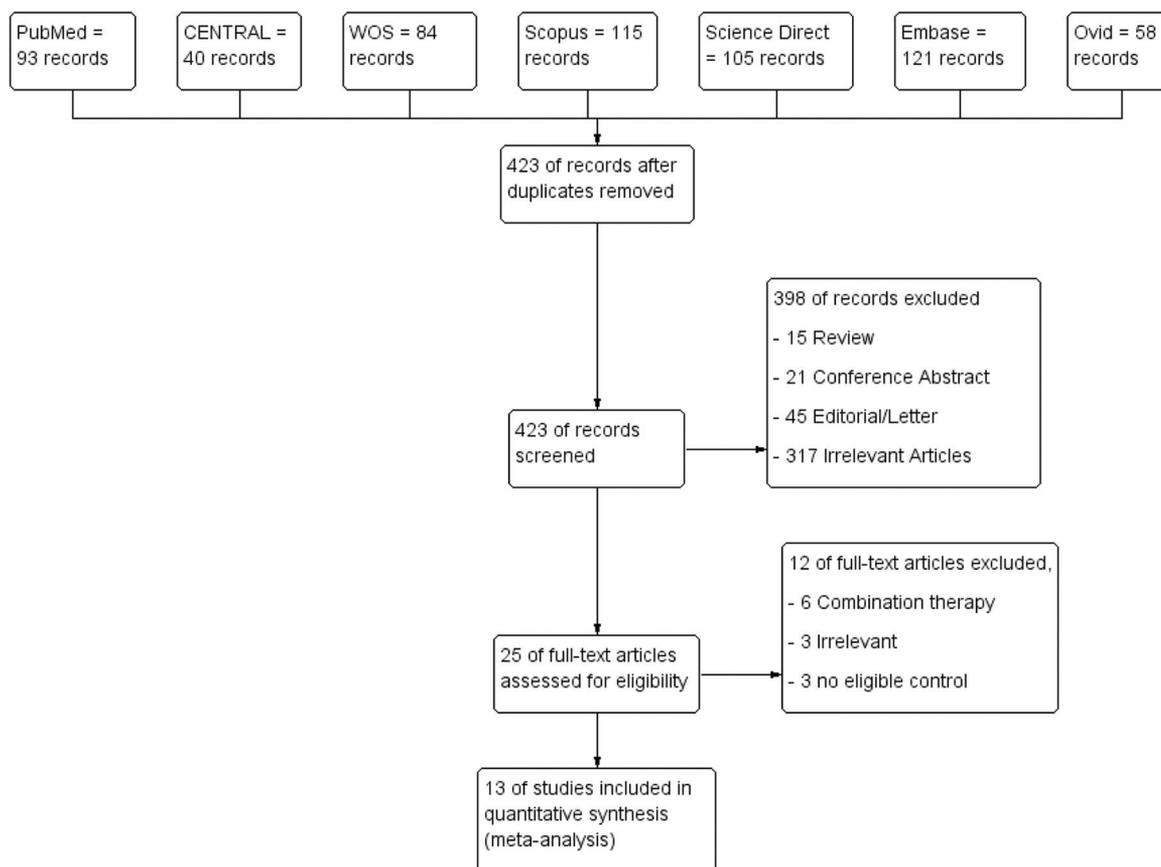 PubMed =
93 records
CENTRAL =
40 records
WOS = 84
records
Scopus = 115
records
Science Direct
= 105 records
Embase =
121 records
Ovid = 58
records
423 of records after
duplicates removed
398 of records excluded
- 15 Review
- 21 Conference Abstract
- 45 Editorial/Letter
- 317 Irrelevant Articles
423 of records
screened
12 of full-text articles excluded,
- 6 Combination therapy
- 3 Irrelevant
- 3 no eligible control
25 of full-text articles
assessed for eligibility
13 of studies included in
quantitative synthesis
(meta-analysis)